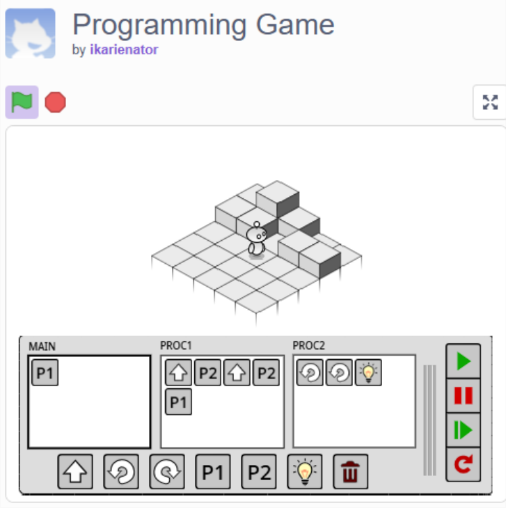 Programming Game
by ikarienator
MAIN
P1
PROC1
P2 P2
P1
PROC2
P1 P2